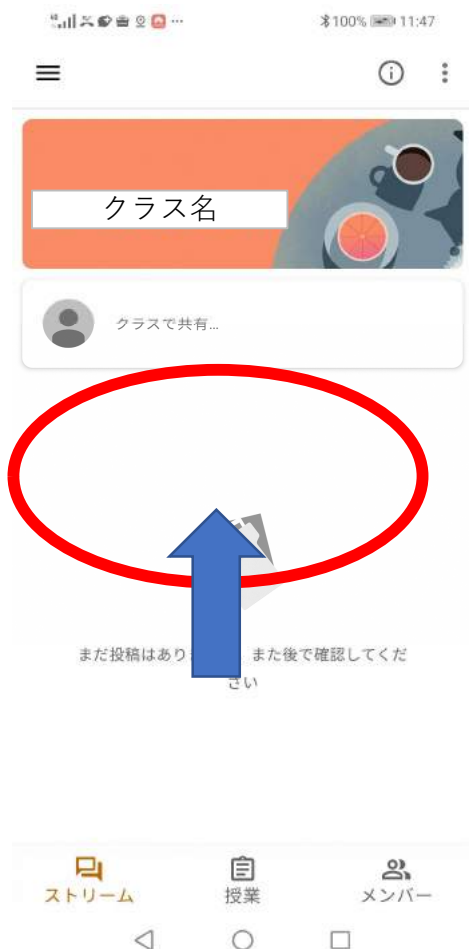 100% 11:47
クラス名
クラスで共有…
まだ投稿はあり
また後で確認してくだ
さい
ストリーム
授業
メンバー